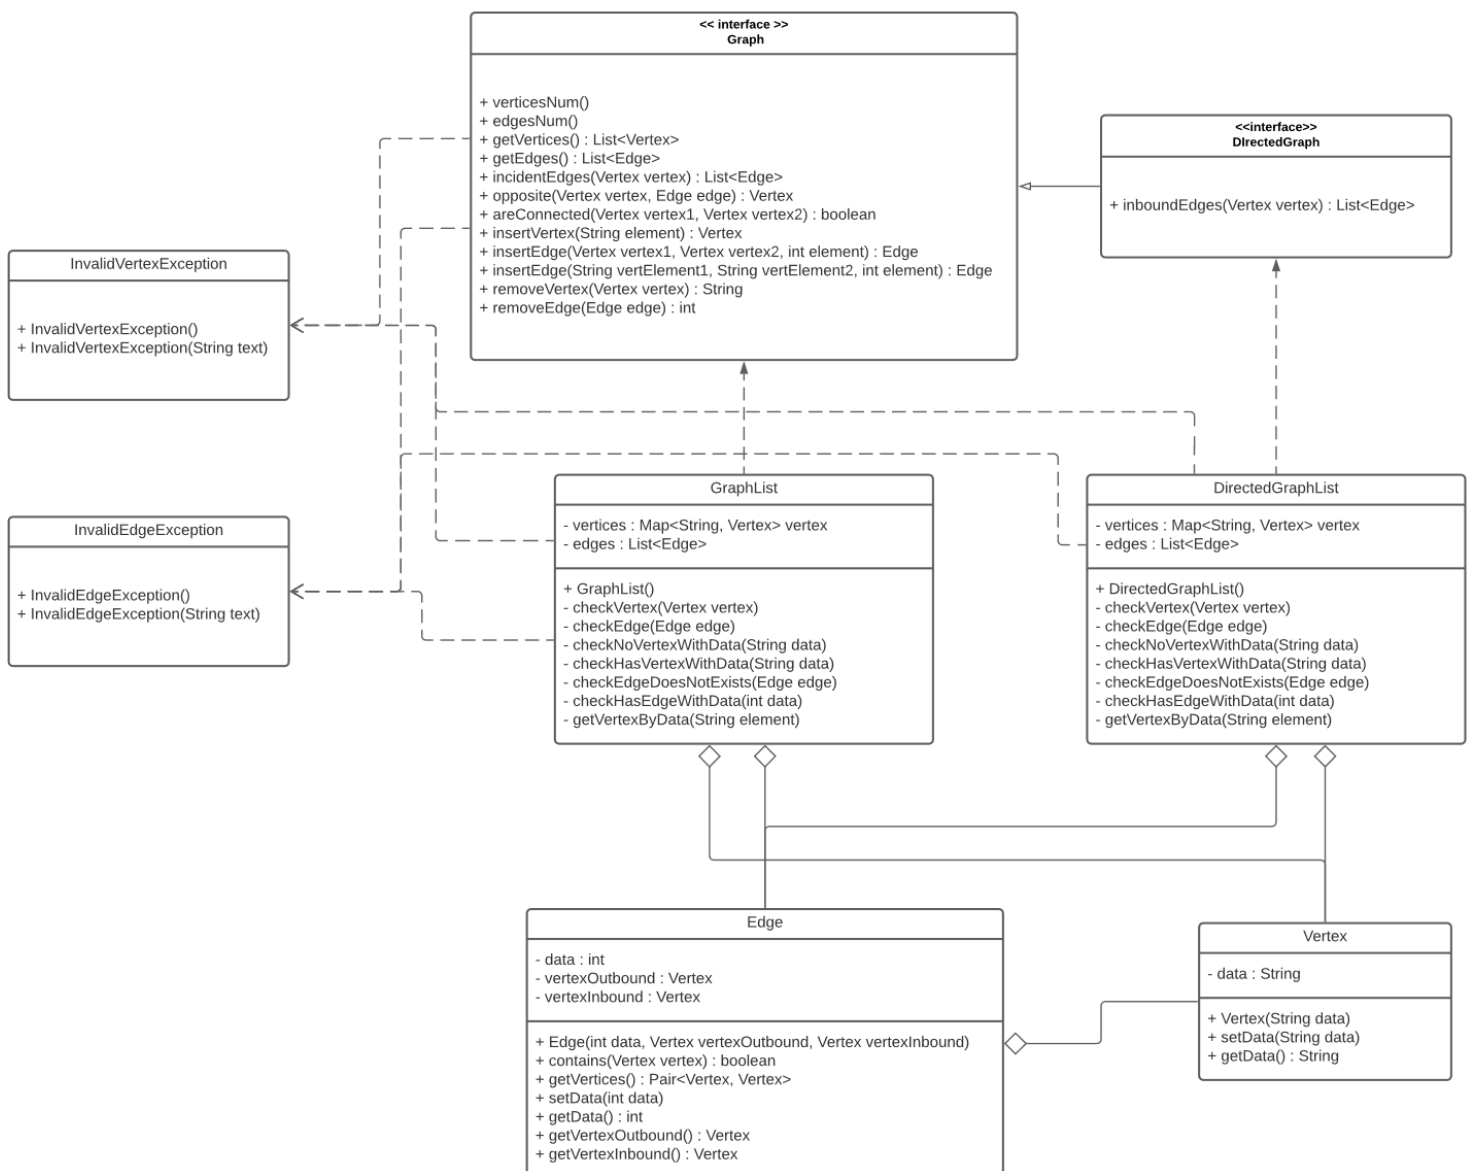 << interface >>
Graph
+ verticesNum()
+ edgesNum()
+ getVertices() : List<Vertex>
+ getEdges() : List<Edge>
+ incidentEdges(Vertex vertex) : List<Edge>
+ opposite(Vertex vertex, Edge edge) : Vertex
+ areConnected(Vertex vertex1, Vertex vertex2) : boolean
+ insertVertex(String element) : Vertex
+ insertEdge(Vertex vertex1, Vertex vertex2, int element) : Edge
+ insertEdge(String vertElement1, String vertElement2, int element) : Edge
+ removeVertex(Vertex vertex) : String
+ removeEdge(Edge edge) : int
<<interface>>
DIrectedGraph
+ inboundEdges(Vertex vertex) : List<Edge>
InvalidVertexException
+ InvalidVertexException()
+ InvalidVertexException(String text)
InvalidEdgeException
+ InvalidEdgeException()
+ InvalidEdgeException(String text)
GraphList
- vertices : Map<String, Vertex> vertex
- edges : List<Edge>
+ GraphList()
- checkVertex(Vertex vertex)
- checkEdge(Edge edge)
- checkNoVertexWithData(String data)
- checkHasVertexWithData(String data)
- checkEdgeDoesNotExists(Edge edge)
- checkHasEdgeWithData(int data)
- getVertexByData(String element)
DirectedGraphList
- vertices : Map<String, Vertex> vertex
- edges : List<Edge>
+ DirectedGraphList()
- checkVertex(Vertex vertex)
- checkEdge(Edge edge)
- checkNoVertexWithData(String data)
- checkHasVertexWithData(String data)
- checkEdgeDoesNotExists(Edge edge)
- checkHasEdgeWithData(int data)
- getVertexByData(String element)
Edge
- data : int
- vertexOutbound : Vertex
- vertexInbound : Vertex
+ Edge(int data, Vertex vertexOutbound, Vertex vertexInbound)
+ contains(Vertex vertex) : boolean
+ getVertices() : Pair<Vertex, Vertex>
+ setData(int data)
+ getData() : int
+ getVertexOutbound() : Vertex
+ getVertexInbound() : Vertex
Vertex
- data : String
+ Vertex(String data)
+ setData(String data)
+ getData() : String